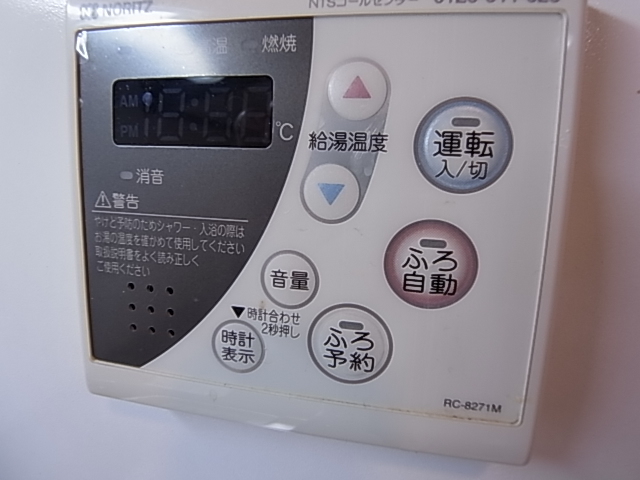 NORITZ
NTSコールセンター
温
燃焼
AM
PM
℃
消音
⚠警告
やけど予防のためシャワー・入浴の際は
お湯の温度を確かめて使用してください
取扱説明書をよく読み正しく
ご使用ください
▲
給湯温度
▼
運転
入/切
ふろ
自動
音量
▼時計合わせ
2秒押し
時計
表示
ふろ
予約
RC-8271M